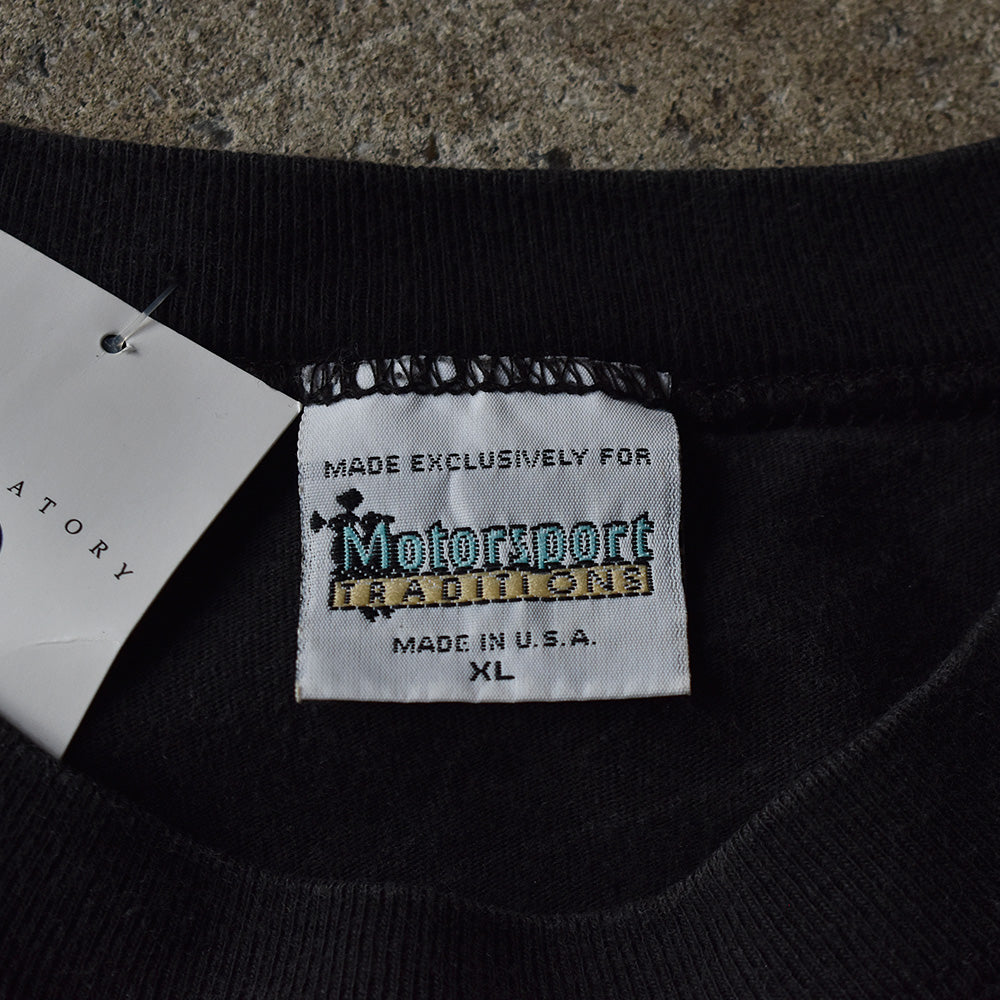 MADE EXCLUSIVELY FOR
Motorsport
TRADITIONS
MADE IN U.S.A.
XL
ATORY